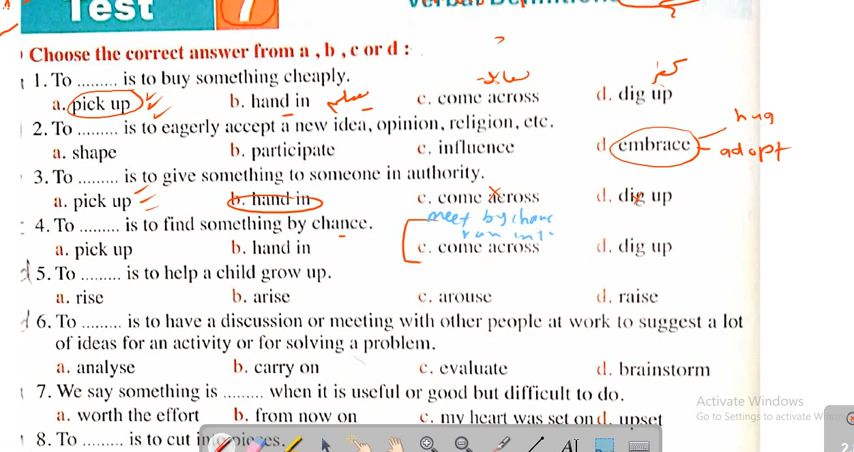 Test 7
Choose the correct answer from a , b , c or d :
1. To ......... is to buy something cheaply.
a. pick up b. hand in c. come across d. dig up
2. To ......... is to eagerly accept a new idea, opinion, religion, etc.
hug
a. shape b. participate c. influence d embrace
adopt
3. To ......... is to give something to someone in authority.
a. pick up b. hand in c. come across d. dig up
meet by chanc
4. To ......... is to find something by chance.
run int
a. pick up b. hand in c. come across d. dig up
5. To ......... is to help a child grow up.
a. rise b. arise c. arouse d. raise
6. To ......... is to have a discussion or meeting with other people at work to suggest a lot
of ideas for an activity or for solving a problem.
a. analyse b. carry on c. evaluate d. brainstorm
7. We say something is ......... when it is useful or good but difficult to do.
Activate Windows
a. worth the effort b. from now on c. my heart was set on d. upset
Go to Settings to activate Win
8. To ......... is to cut into pieces.